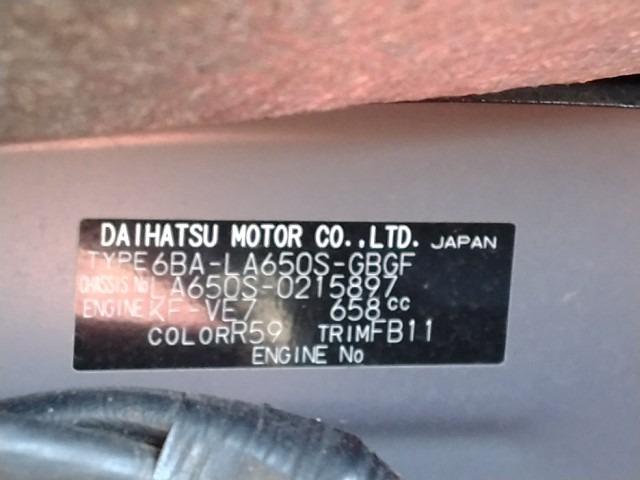 DAIHATSU MOTOR CO.,LTD. JAPAN
TYPE 6BA-LA650S-GBGF
CHASSIS No LA650S-0215897
ENGINE KF-VE7 658cc
COLOR R59 TRIM FB11
ENGINE No